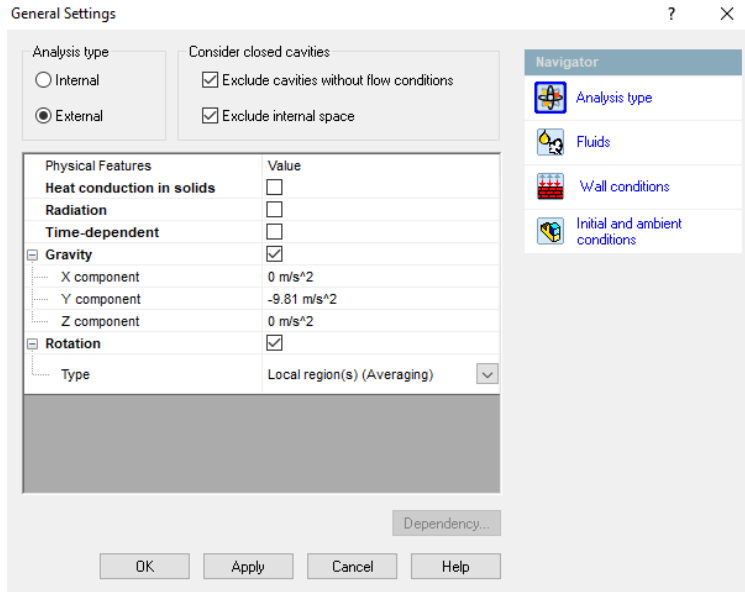 General Settings
?
Analysis type
Internal
External
Consider closed cavities
Exclude cavities without flow conditions
Exclude internal space
Physical Features Value
Heat conduction in solids
Radiation
Time-dependent
Gravity
X component 0 m/s^2
Y component -9.81 m/s^2
Z component 0 m/s^2
Rotation
Type Local region(s) (Averaging)
Dependency...
OK Apply Cancel Help
Navigator
Analysis type
Fluids
Wall conditions
Initial and ambient
conditions